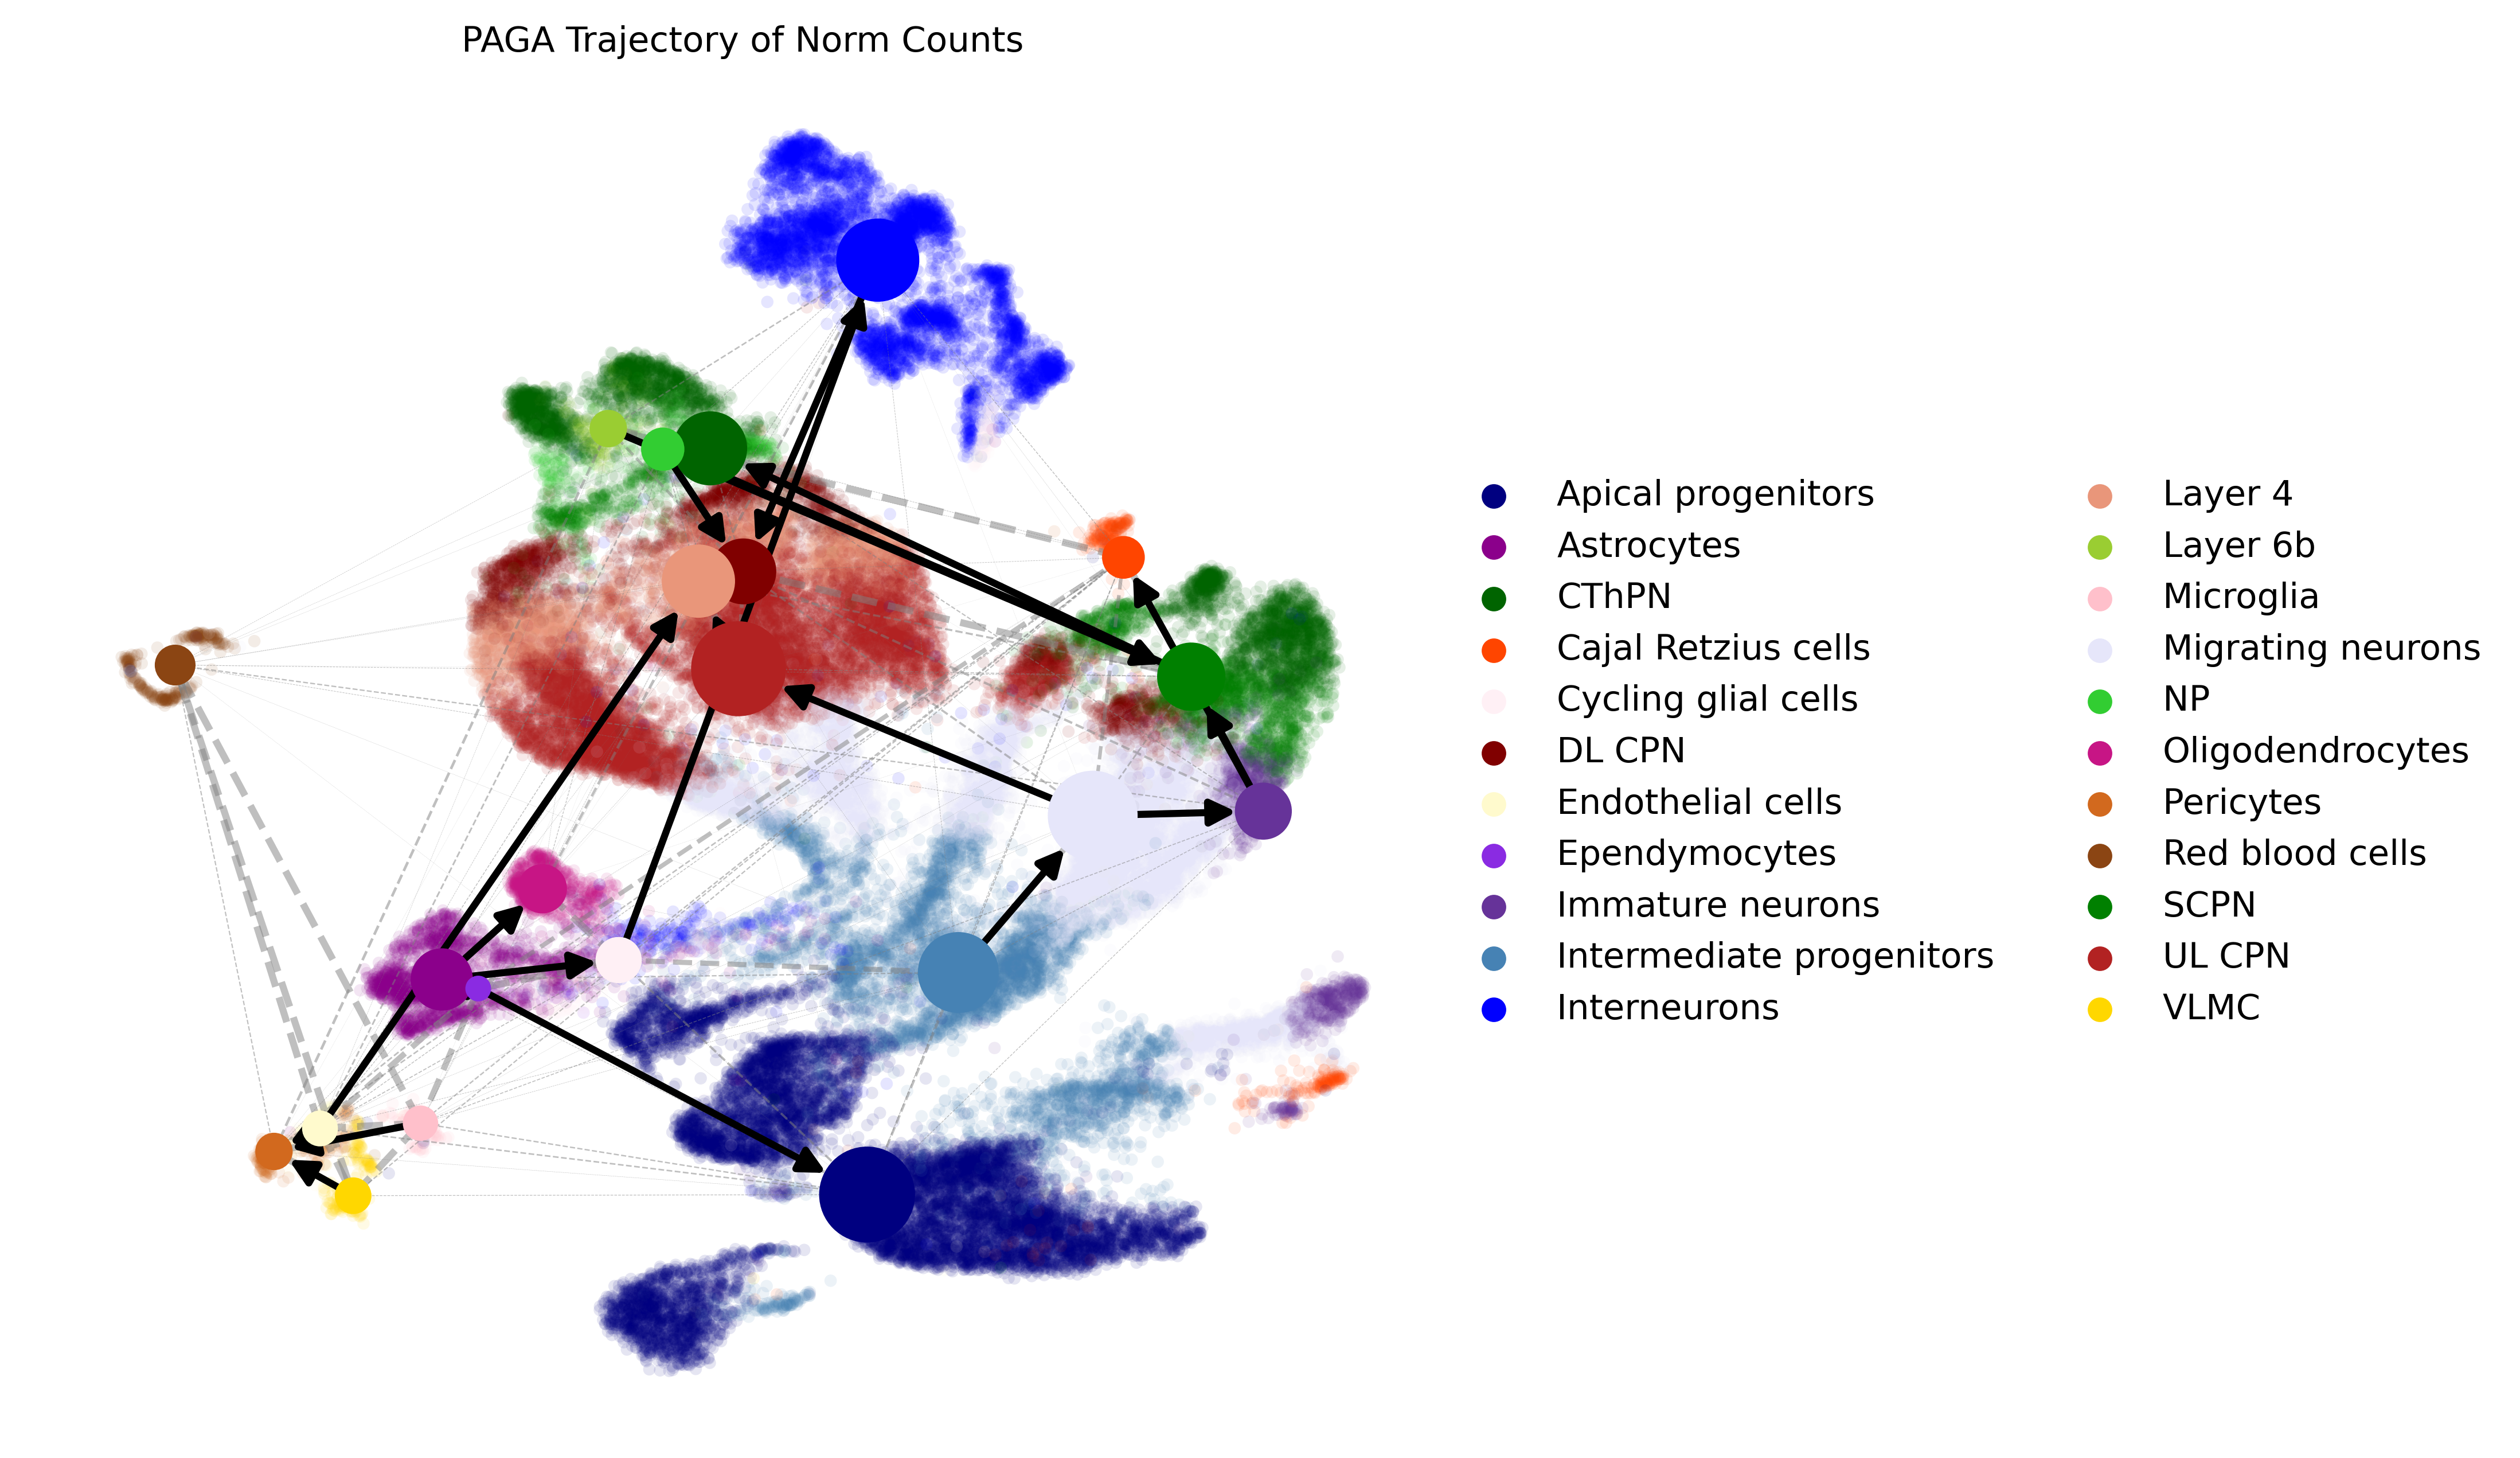 PAGA Trajectory of Norm Counts
Apical progenitors
Astrocytes
CThPN
Cajal Retzius cells
Cycling glial cells
DL CPN
Endothelial cells
Ependymocytes
Immature neurons
Intermediate progenitors
Interneurons
Layer 4
Layer 6b
Microglia
Migrating neurons
NP
Oligodendrocytes
Pericytes
Red blood cells
SCPN
UL CPN
VLMC